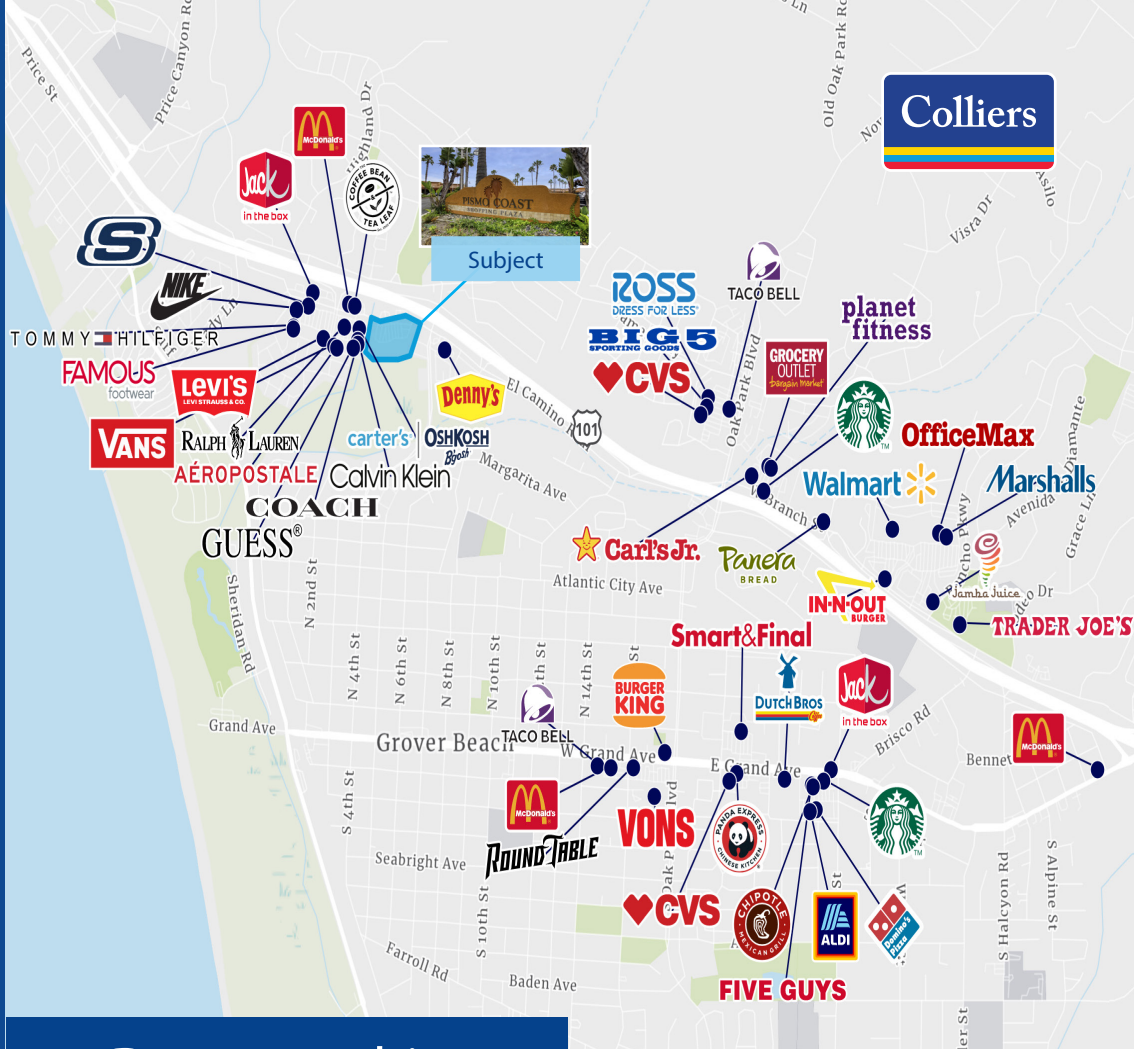 Price St
Price Canyon Rd
Highland Dr
Old Oak Park Rd
Colliers
Vista Dr
McDonald's
Jack
in the box
COFFEE BEAN
TEA LEAF
PISMO COAST
SHOPPING PLAZA
Subject
S
NIKE
TOMMY HILFIGER
FAMOUS
footwear
LEVI'S
LEVI STRAUSS & CO.
VANS
RALPH LAUREN
AÉROPOSTALE
carter's
OSHKOSH
B'gosh
Calvin Klein
COACH
GUESS®
Denny's
El Camino
101
Margarita Ave
ROSS
DRESS FOR LESS®
BIG 5
SPORTING GOODS
CVS
TACO BELL
Oak Park Blvd
GROCERY
OUTLET
bargain market
planet
fitness
TM
OfficeMax
Walmart
Marshalls
Avenida Diamante
Grace Ln
W Branch S
Carl's Jr.
Panera
BREAD
IN-N-OUT
BURGER
Jamba Juice
TRADER JOE'S
Atlantic City Ave
Sheridan Rd
N 2nd St
N 4th St
N 6th St
N 8th St
N 10th St
N 14th St
Smart&Final
BURGER
KING
DUTCH BROS
Coffee
Jack
in the box
Brisco Rd
McDonald's
Grand Ave
Grover Beach
TACO BELL
W Grand Ave
E Grand Ave
S 4th St
McDonald's
ROUND TABLE
VONS
PANDA EXPRESS
CHINESE KITCHEN
TM
Seabright Ave
S 10th St
CVS
CHIPOTLE
MEXICAN GRILL
ALDI
Domino's
Pizza
S Halcyon Rd
S Alpine St
Farroll Rd
Baden Ave
FIVE GUYS